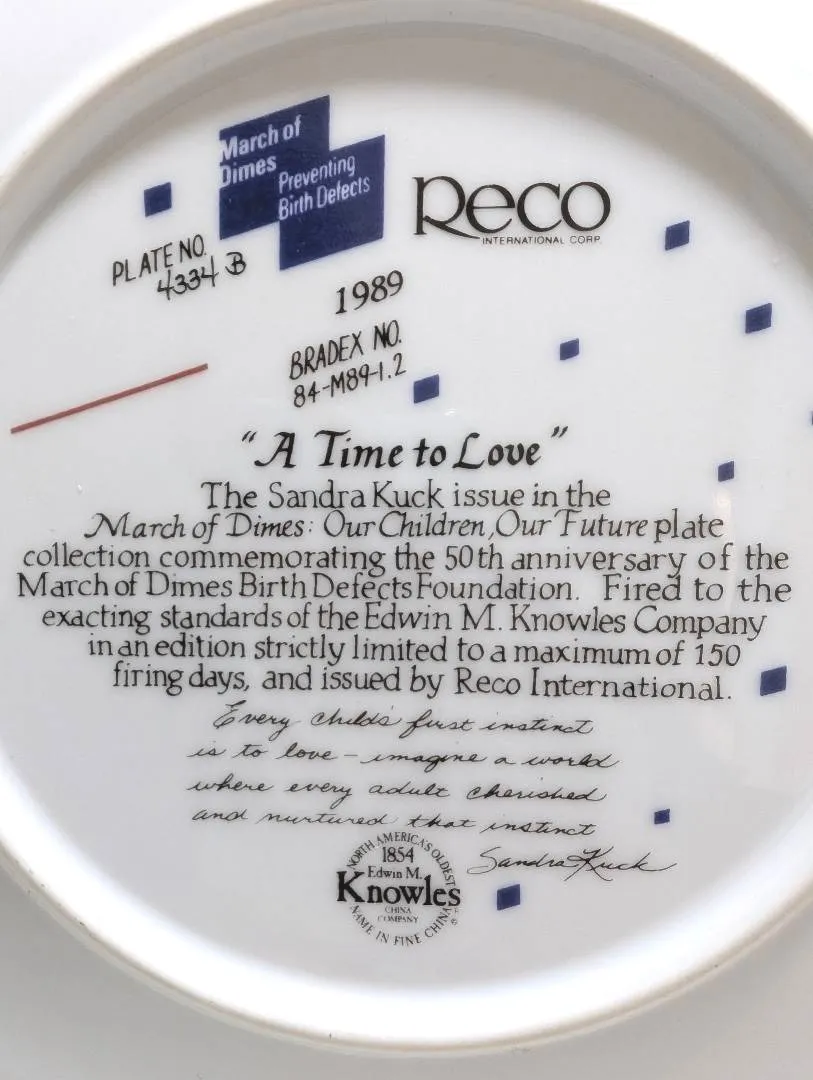 March of
Dimes
Preventing
Birth Defects
Reco
INTERNATIONAL CORP.
PLATE NO.
4334 B
1989
BRADEX NO.
84-M89-1.2
"A Time to Love"
The Sandra Kuck issue in the
March of Dimes: Our Children, Our Future plate
collection commemorating the 50th anniversary of the
March of Dimes Birth Defects Foundation. Fired to the
exacting standards of the Edwin M. Knowles Company
in an edition strictly limited to a maximum of 150
firing days, and issued by Reco International.
Every child's first instinct
is to love - imagine a world
where every adult cherished
and nurtured that instinct
Sandra Kuck
NORTH AMERICA'S OLDEST
1854
Edwin M.
Knowles
CHINA
COMPANY
NAME IN FINE CHINA